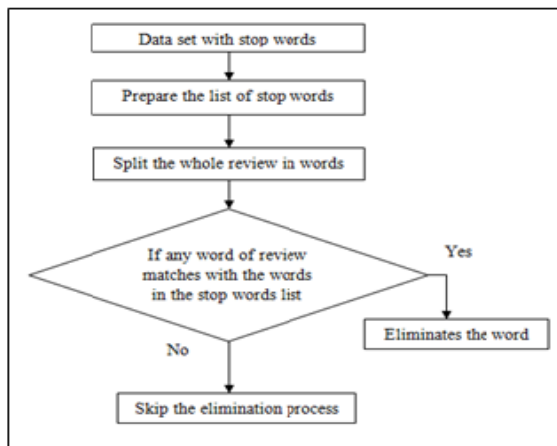 Data set with stop words
Prepare the list of stop words
Split the whole review in words
If any word of review
matches with the words
in the stop words list
Yes
Eliminates the word
No
Skip the elimination process